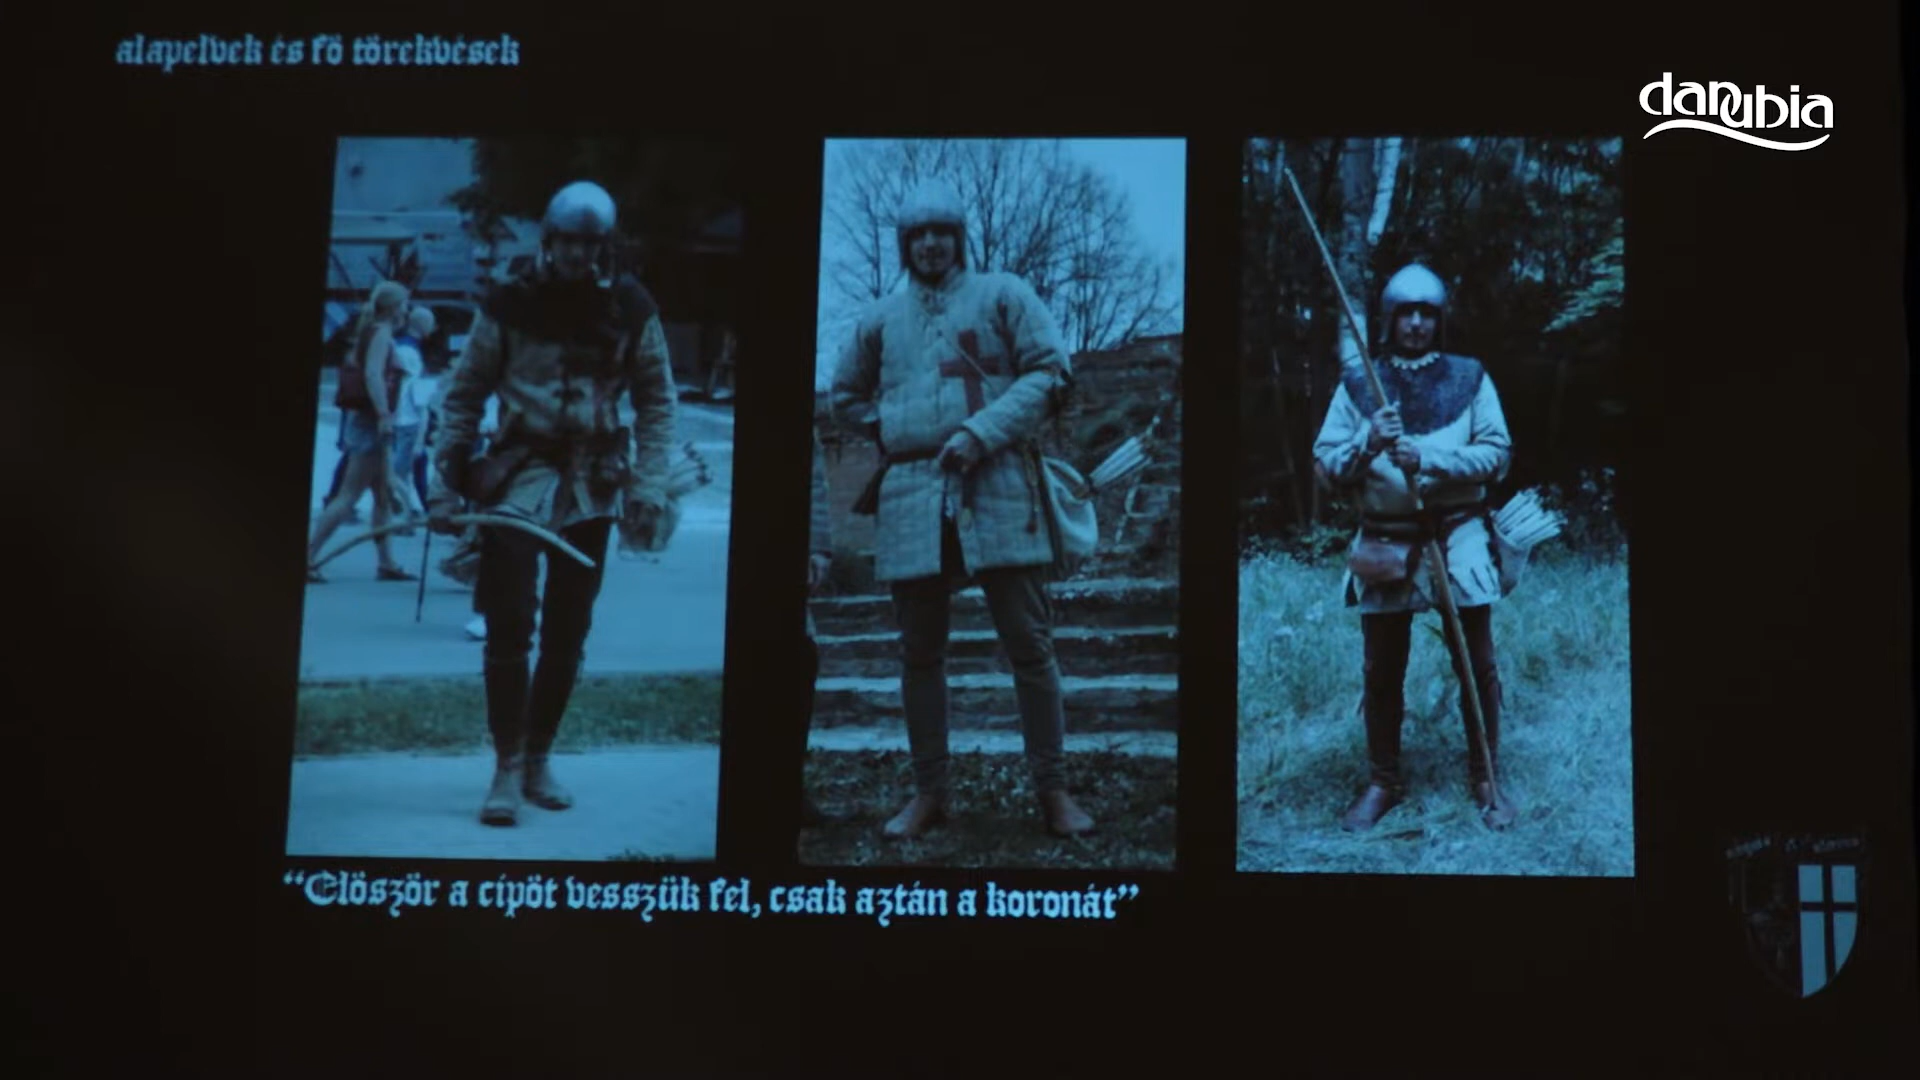 alapelvek és fő törekvések
danubia
“Először a cipőt vesszük fel, csak aztán a koronát”